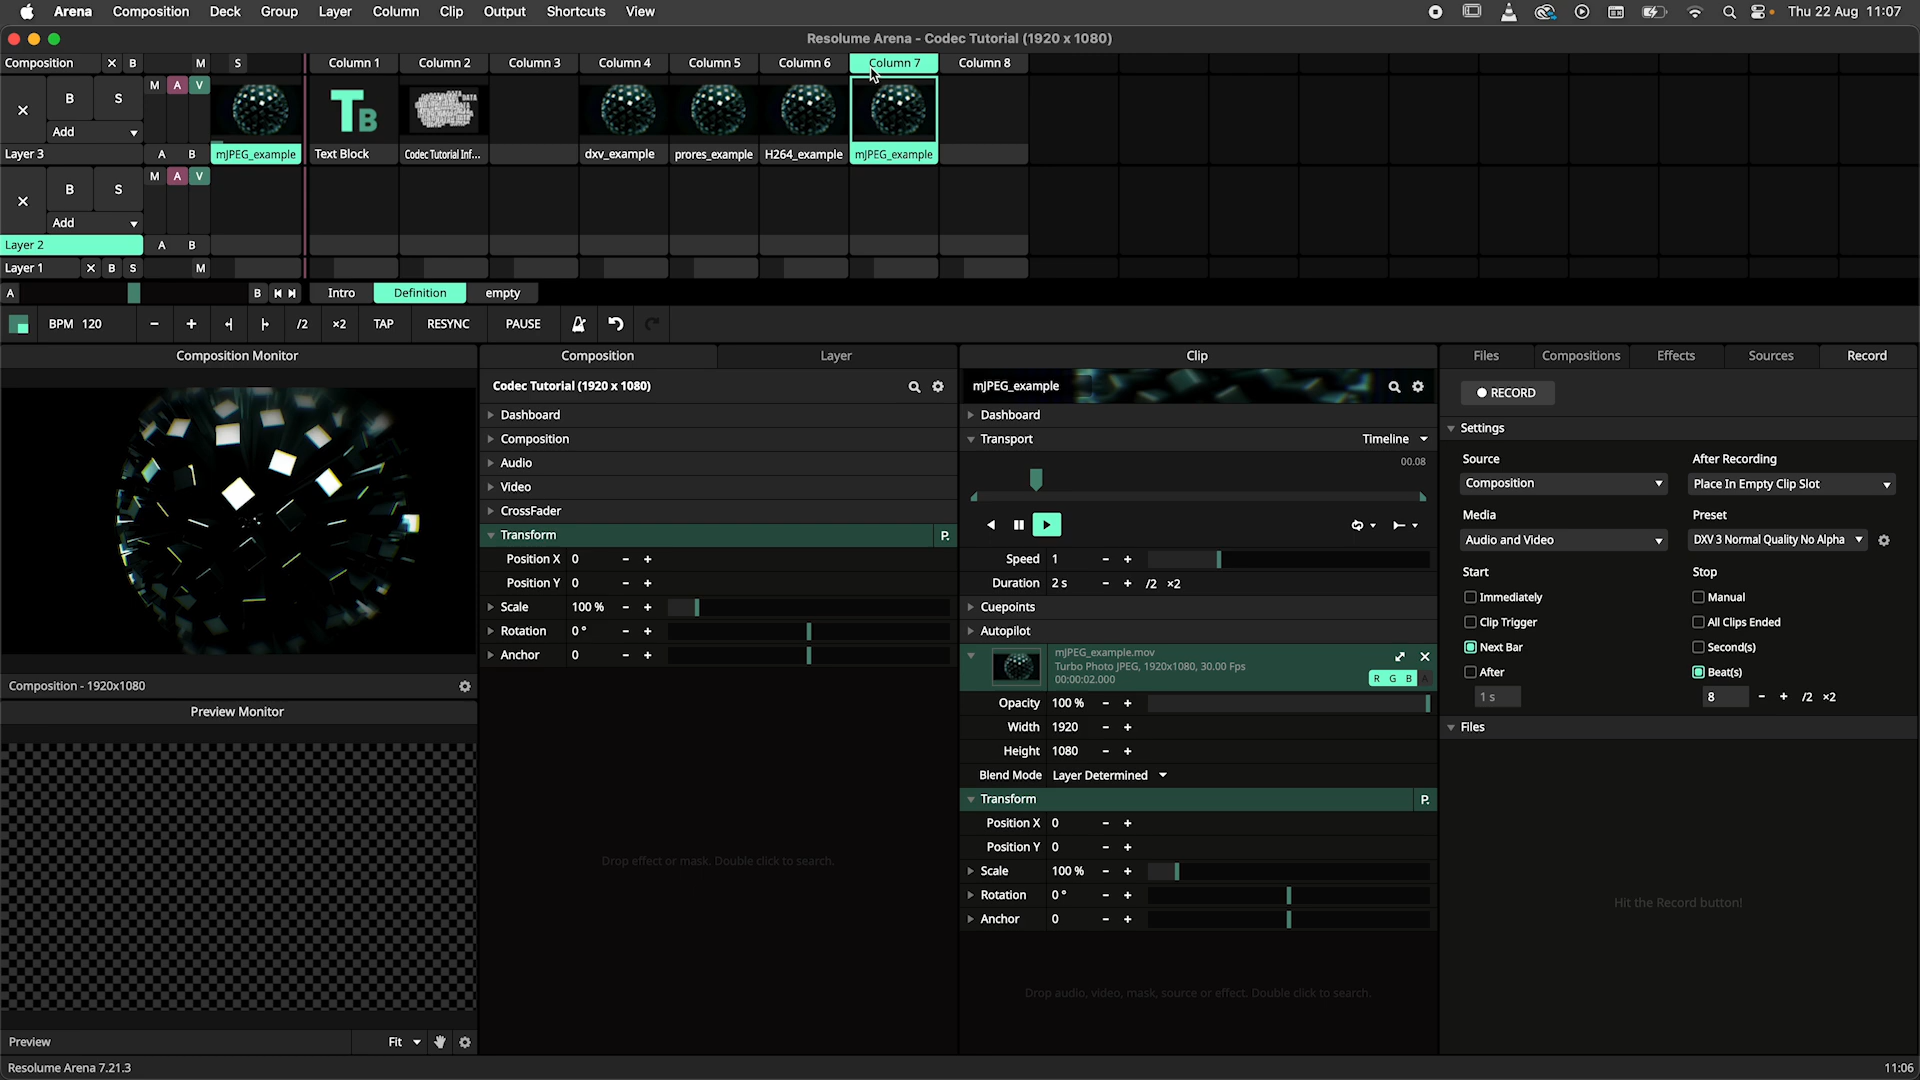 Arena Composition Deck Group Layer Column Clip Output Shortcuts View Thu 22 Aug 11:07
Resolume Arena - Codec Tutorial (1920 x 1080)
Composition X B M S Column 1 Column 2 Column 3 Column 4 Column 5 Column 6 Column 7 Column 8
M A V
X B S
Add
Layer 3 A B mJPEG_example Text Block Codec Tutorial Inf... dxv_example prores_example H264_example mJPEG_example
M A V
X B S
Add
Layer 2 A B
Layer 1 X B S M
A B Intro Definition empty
BPM 120 - + /2 ×2 TAP RESYNC PAUSE
Composition Monitor Composition Layer Clip Files Compositions Effects Sources Record
Codec Tutorial (1920 x 1080) mJPEG_example RECORD
Dashboard Dashboard
Composition Transport Timeline Settings
Audio 00.08 Source After Recording
Video Composition Place In Empty Clip Slot
CrossFader Media Preset
Transform P. Audio and Video DXV 3 Normal Quality No Alpha
Position X 0 - + Speed 1 - + Start Stop
Position Y 0 - + Duration 2 s - + /2 ×2 Immediately Manual
Scale 100 % - + Cuepoints Clip Trigger All Clips Ended
Rotation 0 ° - + Autopilot Next Bar Second(s)
Anchor 0 - + mJPEG_example.mov After Beat(s)
Turbo Photo JPEG, 1920x1080, 30.00 Fps
00:00:02.000 R G B A
Composition - 1920x1080 1 s 8 - + /2 ×2
Preview Monitor Opacity 100 % - +
Width 1920 - + Files
Height 1080 - +
Blend Mode Layer Determined
Transform P.
Position X 0 - +
Position Y 0 - +
Drop effect or mask. Double click to search. Scale 100 % - +
Rotation 0 ° - + Hit the Record button!
Anchor 0 - +
Drop audio, video, mask, source or effect. Double click to search.
Preview Fit
Resolume Arena 7.21.3 11:06